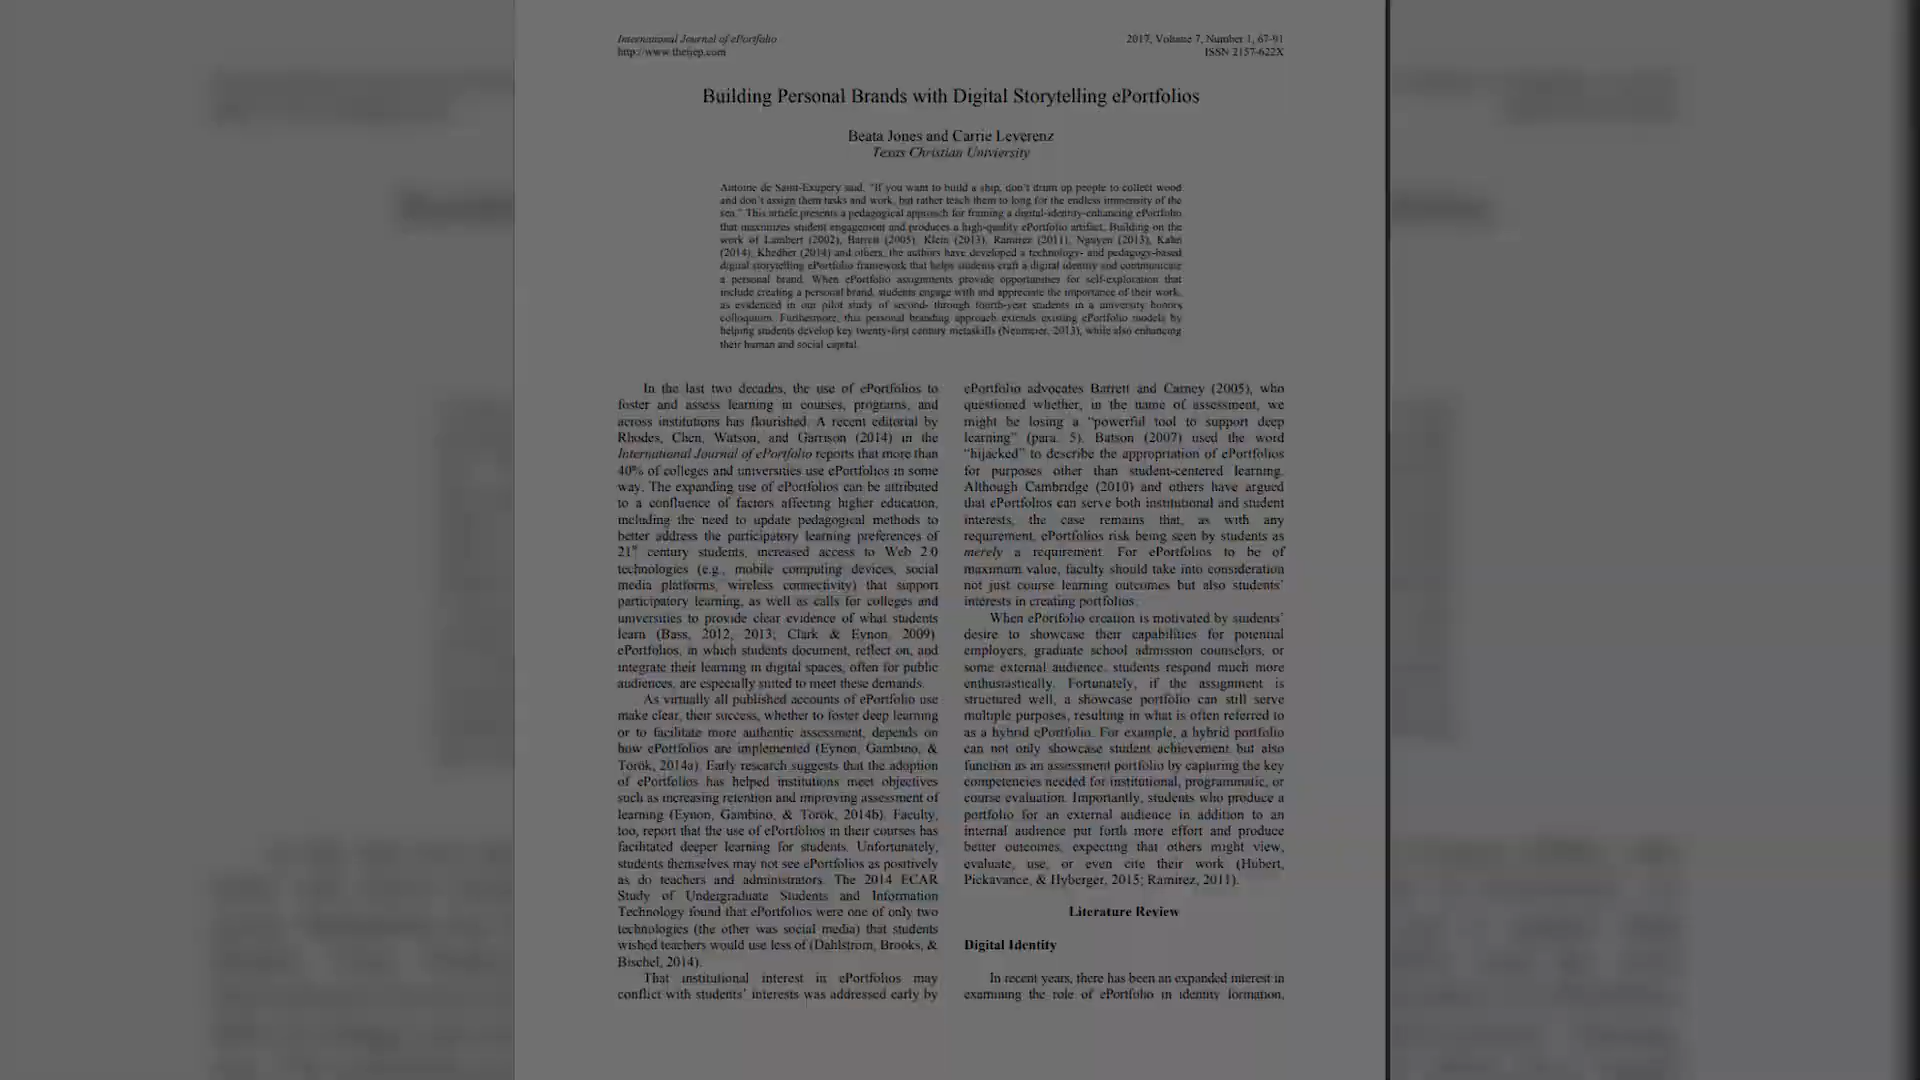 International Journal of ePortfolio
2017, Volume 7, Number 1, 67-91
http://www.theijep.com
ISSN 2157-622X
Building Personal Brands with Digital Storytelling ePortfolios
Beata Jones and Carrie Leverenz
Texas Christian Univiersity
Antoine de Saint-Exupery said, “If you want to build a ship, don’t drum up people to collect wood
and don’t assign them tasks and work, but rather teach them to long for the endless immensity of the
sea.” This article presents a pedagogical approach for framing a digital-identity-enhancing ePortfolio
that maximizes student engagement and produces a high-quality ePortfolio artifact. Building on the
work of Lambert (2002), Barrett (2005), Klein (2013), Ramirez (2011), Nguyen (2013), Kahn
(2014), Khedher (2014) and others, the authors have developed a technology- and pedagogy-based
digital storytelling ePortfolio framework that helps students craft a digital identity and communicate
a personal brand. When ePortfolio assignments provide opportunities for self-exploration that
include creating a personal brand, students engage with and appreciate the importance of their work,
as evidenced in our pilot study of second- through fourth-year students in a university honors
colloquium. Furthermore, this personal branding approach extends existing ePortfolio models by
helping students develop key twenty-first century metaskills (Neumeier, 2013), while also enhancing
their human and social capital.
In the last two decades, the use of ePortfolios to
foster and assess learning in courses, programs, and
across institutions has flourished. A recent editorial by
Rhodes, Chen, Watson, and Garrison (2014) in the
International Journal of ePortfolio reports that more than
40% of colleges and universities use ePortfolios in some
way. The expanding use of ePortfolios can be attributed
to a confluence of factors affecting higher education,
including the need to update pedagogical methods to
better address the participatory learning preferences of
21st century students, increased access to Web 2.0
technologies (e.g., mobile computing devices, social
media platforms, wireless connectivity) that support
participatory learning, as well as calls for colleges and
universities to provide clear evidence of what students
learn (Bass, 2012, 2013; Clark & Eynon, 2009).
ePortfolios, in which students document, reflect on, and
integrate their learning in digital spaces, often for public
audiences, are especially suited to meet these demands.
As virtually all published accounts of ePortfolio use
make clear, their success, whether to foster deep learning
or to facilitate more authentic assessment, depends on
how ePortfolios are implemented (Eynon, Gambino, &
Török, 2014a). Early research suggests that the adoption
of ePortfolios has helped institutions meet objectives
such as increasing retention and improving assessment of
learning (Eynon, Gambino, & Török, 2014b). Faculty,
too, report that the use of ePortfolios in their courses has
facilitated deeper learning for students. Unfortunately,
students themselves may not see ePortfolios as positively
as do teachers and administrators. The 2014 ECAR
Study of Undergraduate Students and Information
Technology found that ePortfolios were one of only two
technologies (the other was social media) that students
wished teachers would use less of (Dahlstrom, Brooks, &
Bischel, 2014).
That institutional interest in ePortfolios may
conflict with students’ interests was addressed early by
ePortfolio advocates Barrett and Carney (2005), who
questioned whether, in the name of assessment, we
might be losing a “powerful tool to support deep
learning” (para. 5). Batson (2007) used the word
“hijacked” to describe the appropriation of ePortfolios
for purposes other than student-centered learning.
Although Cambridge (2010) and others have argued
that ePortfolios can serve both institutional and student
interests, the case remains that, as with any
requirement, ePortfolios risk being seen by students as
merely a requirement. For ePortfolios to be of
maximum value, faculty should take into consideration
not just course learning outcomes but also students’
interests in creating portfolios.
When ePortfolio creation is motivated by students’
desire to showcase their capabilities for potential
employers, graduate school admission counselors, or
some external audience, students respond much more
enthusiastically. Fortunately, if the assignment is
structured well, a showcase portfolio can still serve
multiple purposes, resulting in what is often referred to
as a hybrid ePortfolio. For example, a hybrid portfolio
can not only showcase student achievement but also
function as an assessment portfolio by capturing the key
competencies needed for institutional, programmatic, or
course evaluation. Importantly, students who produce a
portfolio for an external audience in addition to an
internal audience put forth more effort and produce
better outcomes, expecting that others might view,
evaluate, use, or even cite their work (Hubert,
Pickavance, & Hyberger, 2015; Ramirez, 2011).
Literature Review
Digital Identity
In recent years, there has been an expanded interest in
examining the role of ePortfolio in identity formation,